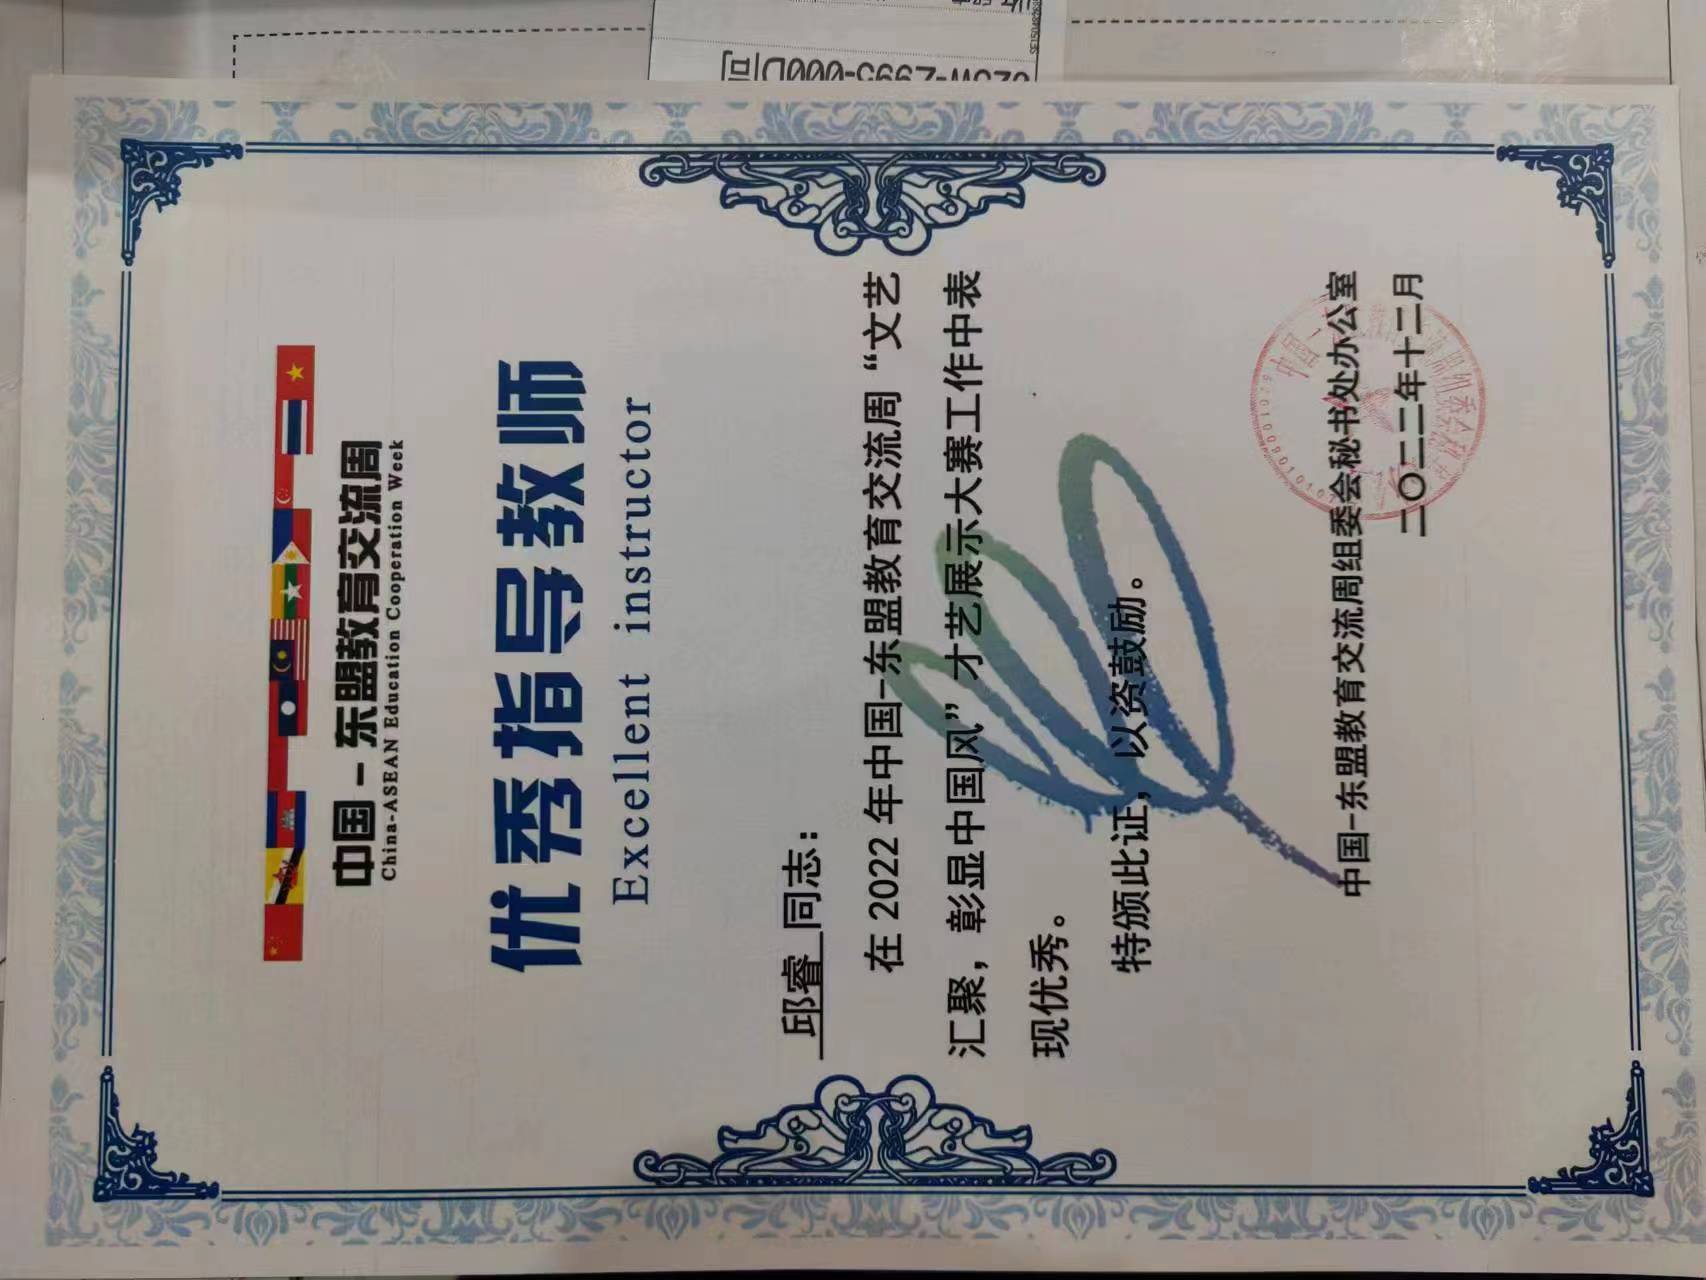 中国－东盟教育交流周
China-ASEAN Education Cooperation Week
优秀指导教师
Excellent instructor
邱睿 同志：
在 2022 年中国-东盟教育交流周“文艺
汇聚，彰显中国风”才艺展示大赛工作中表
现优秀。
特颁此证，以资鼓励。
中国-东盟教育交流周组委会秘书处办公室
二〇二二年十二月